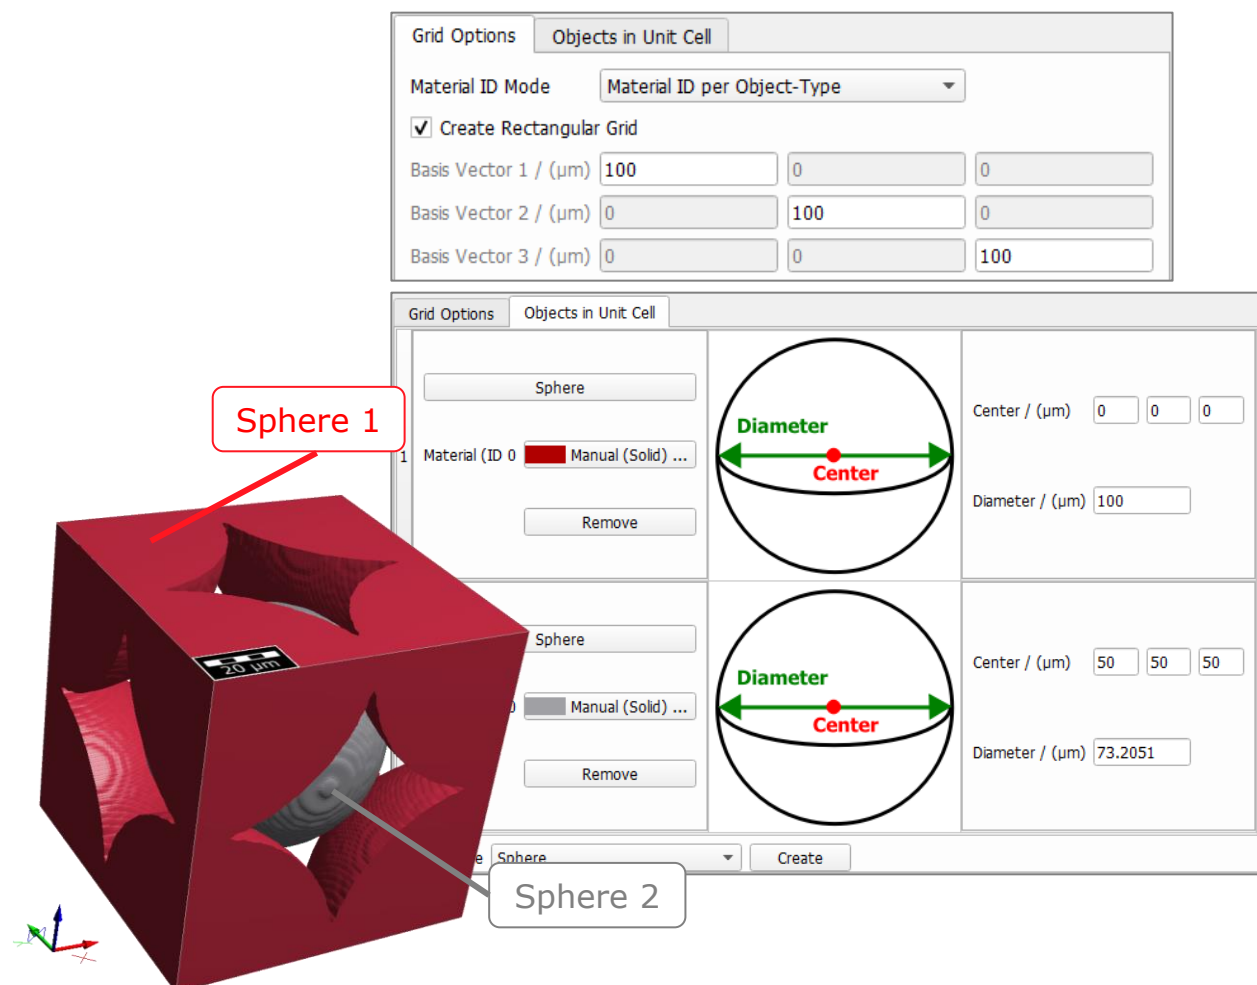 Grid Options Objects in Unit Cell
Material ID Mode Material ID per Object-Type
Create Rectangular Grid
Basis Vector 1 / (µm) 100 0 0
Basis Vector 2 / (µm) 0 100 0
Basis Vector 3 / (µm) 0 0 100
Grid Options Objects in Unit Cell
Sphere
Diameter
Center
Center / (µm) 0 0 0
1 Material (ID 0 Manual (Solid) ...
Diameter / (µm) 100
Remove
Sphere 1
Sphere
Diameter
Center
Center / (µm) 50 50 50
Manual (Solid) ...
Diameter / (µm) 73.2051
Remove
20 µm
Sphere Create
Sphere 2
X